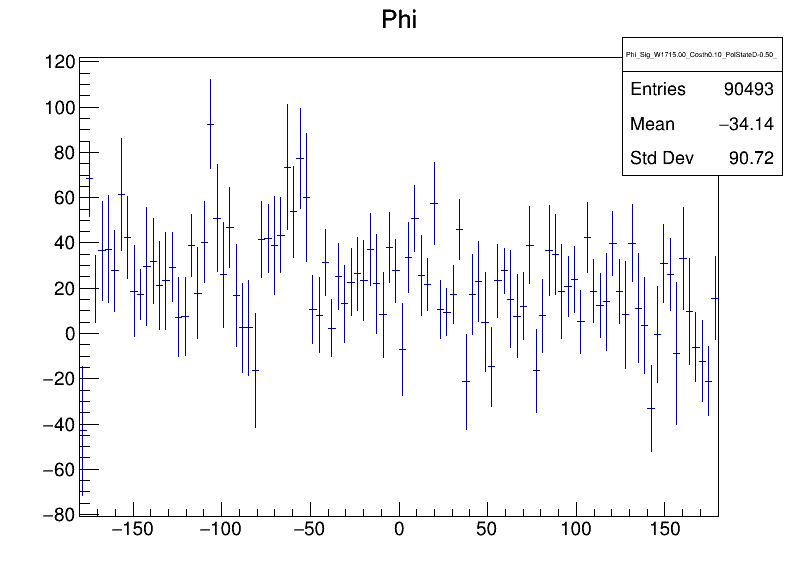 Phi
Phi_Sig_W1715.00_Costh0.10_PolStateD-0.50_
Entries 90493
Mean −34.14
Std Dev 90.72
120
100
80
60
40
20
0
−20
−40
−60
−80
−150 −100 −50 0 50 100 150